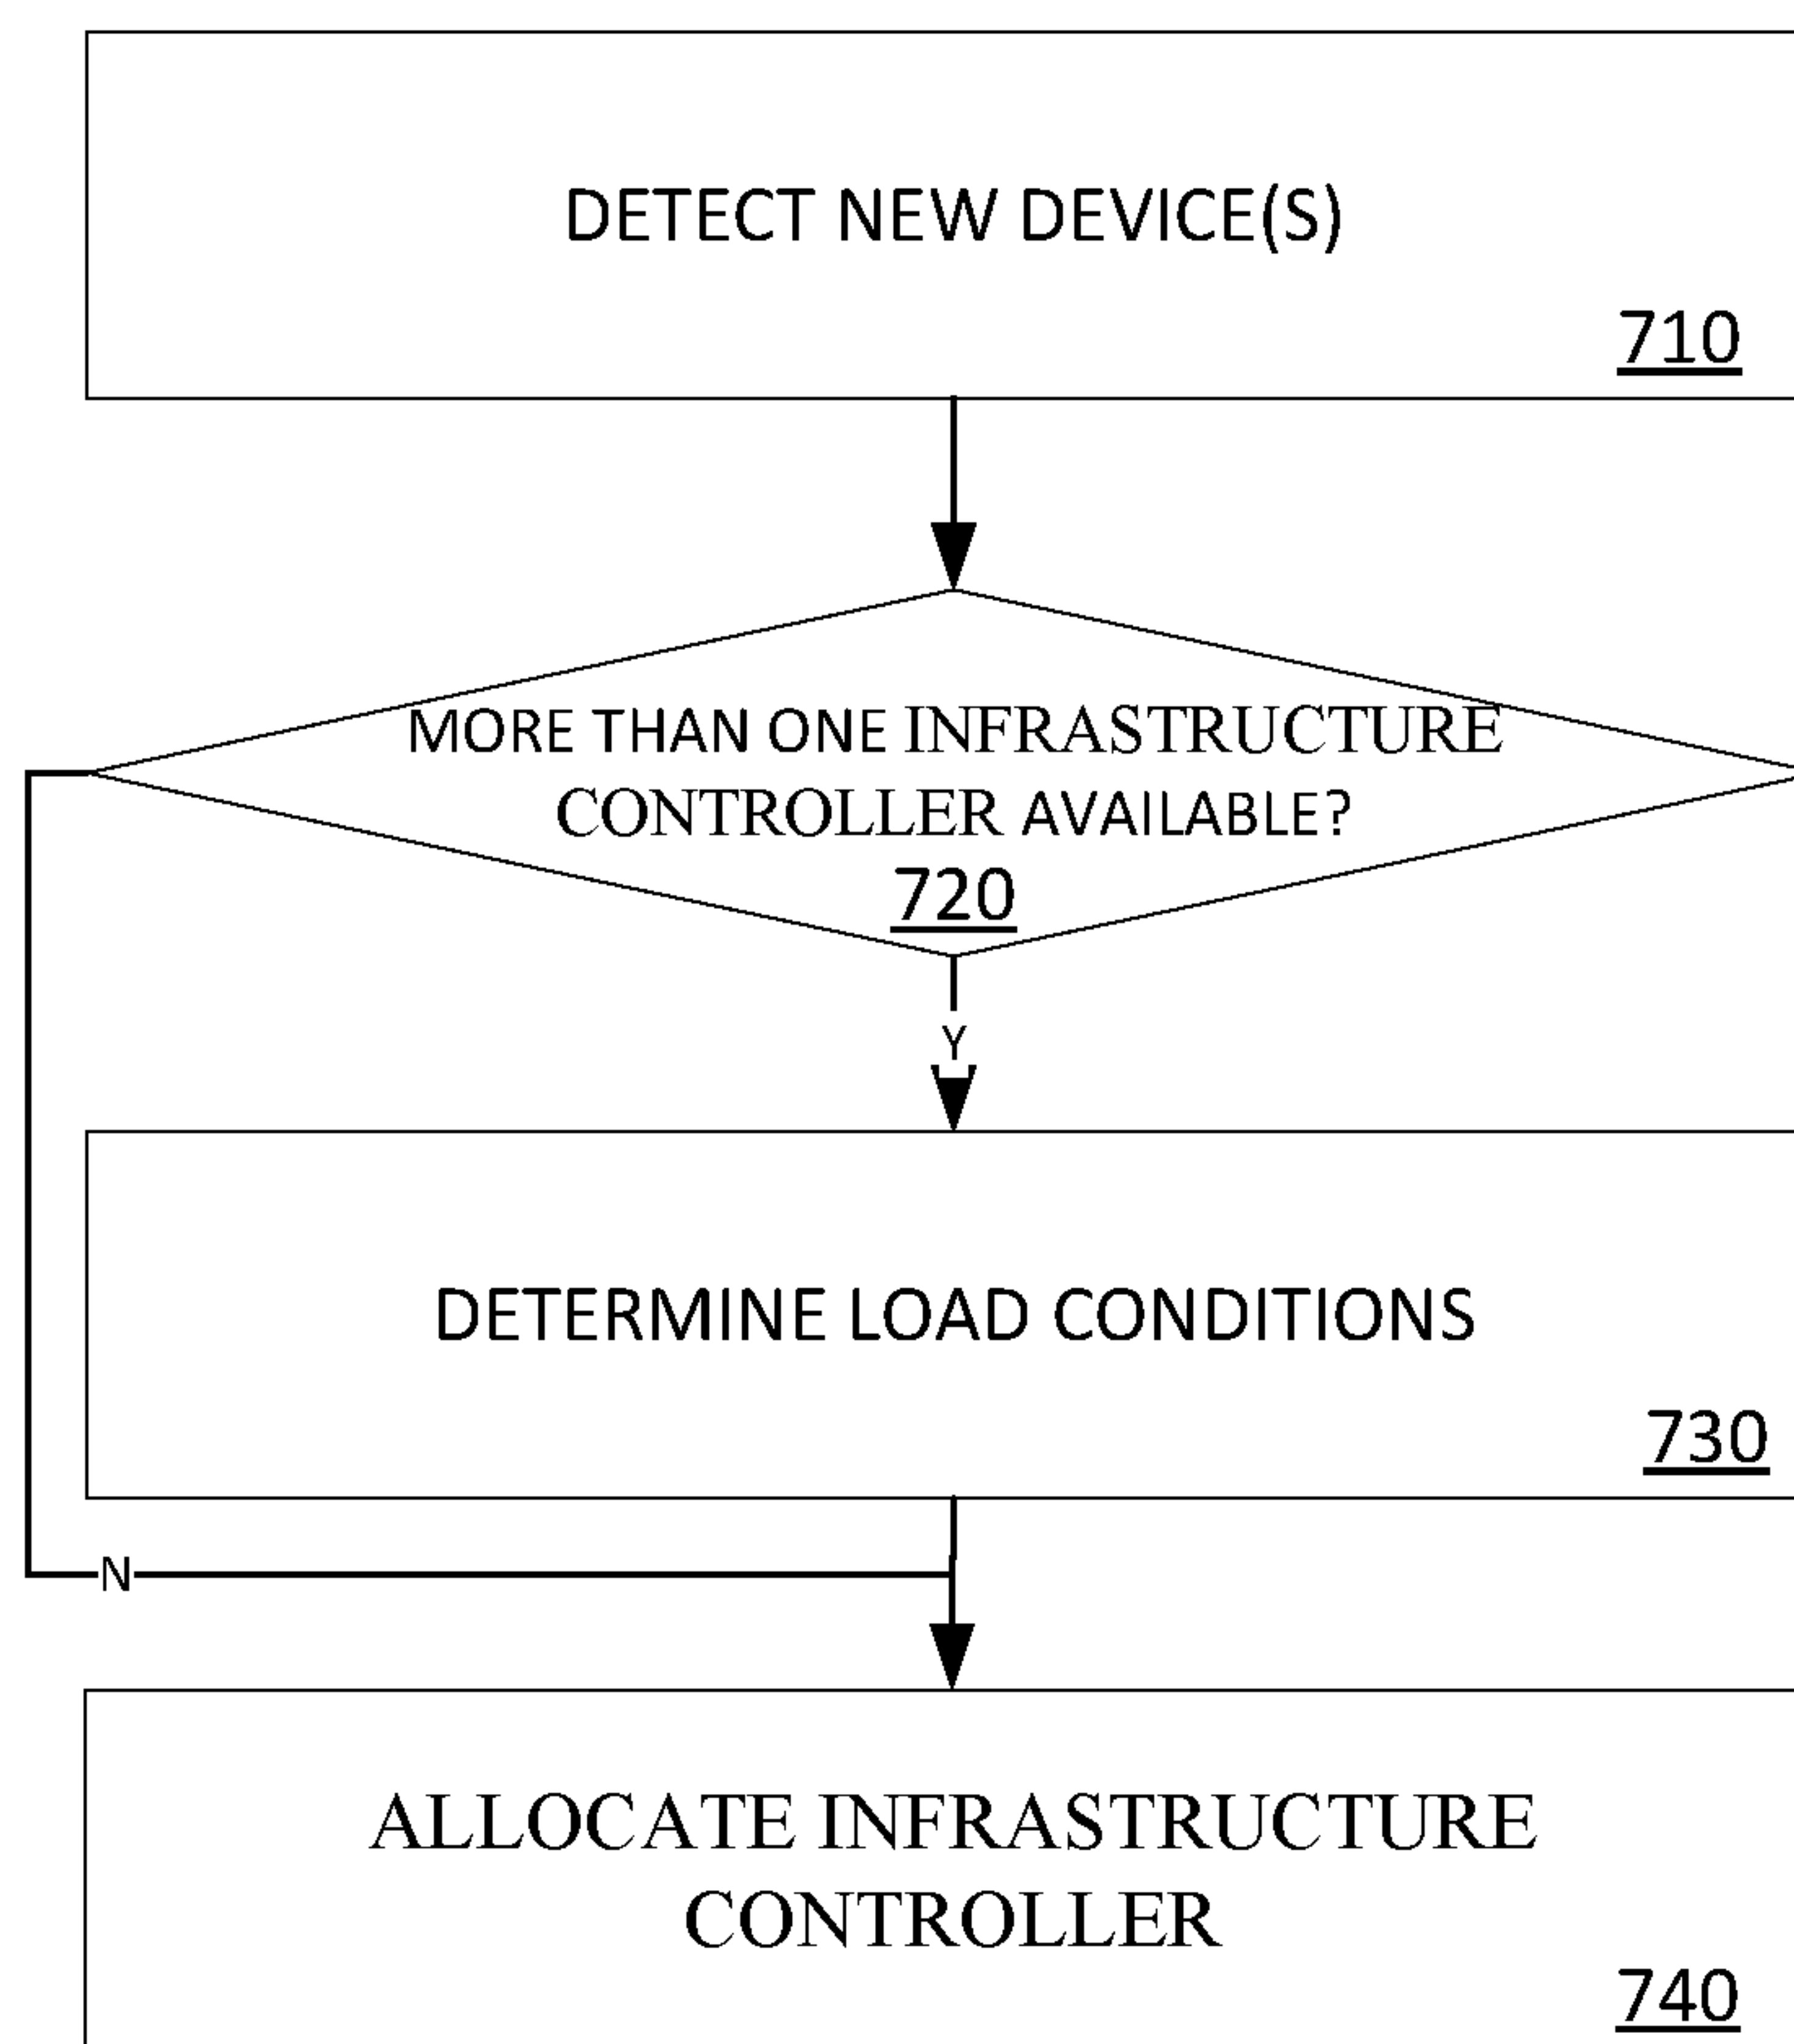 DETECT NEW DEVICE(S)
710
MORE THAN ONE INFRASTRUCTURE
CONTROLLER AVAILABLE?
720
Y
DETERMINE LOAD CONDITIONS
730
N
ALLOCATE INFRASTRUCTURE
CONTROLLER
740